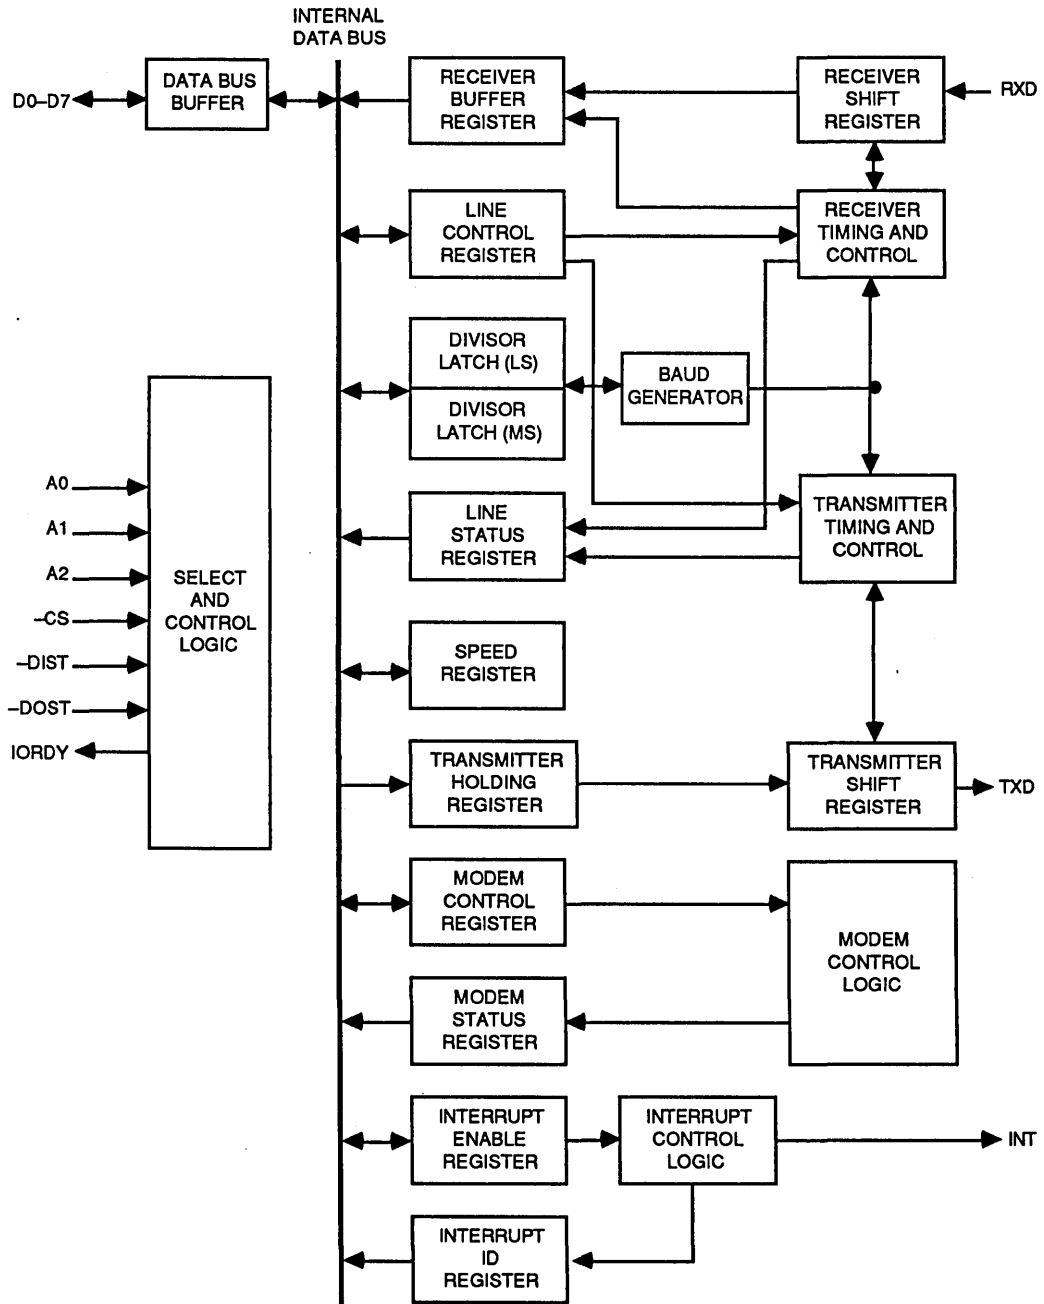 INTERNAL
DATA BUS
D0–D7
DATA BUS
BUFFER
RECEIVER
BUFFER
REGISTER
RECEIVER
SHIFT
REGISTER
RXD
LINE
CONTROL
REGISTER
RECEIVER
TIMING AND
CONTROL
DIVISOR
LATCH (LS)
DIVISOR
LATCH (MS)
BAUD
GENERATOR
A0
A1
A2
–CS
–DIST
–DOST
IORDY
SELECT
AND
CONTROL
LOGIC
LINE
STATUS
REGISTER
TRANSMITTER
TIMING AND
CONTROL
SPEED
REGISTER
TRANSMITTER
HOLDING
REGISTER
TRANSMITTER
SHIFT
REGISTER
TXD
MODEM
CONTROL
REGISTER
MODEM
CONTROL
LOGIC
MODEM
STATUS
REGISTER
INTERRUPT
ENABLE
REGISTER
INTERRUPT
CONTROL
LOGIC
INT
INTERRUPT
ID
REGISTER